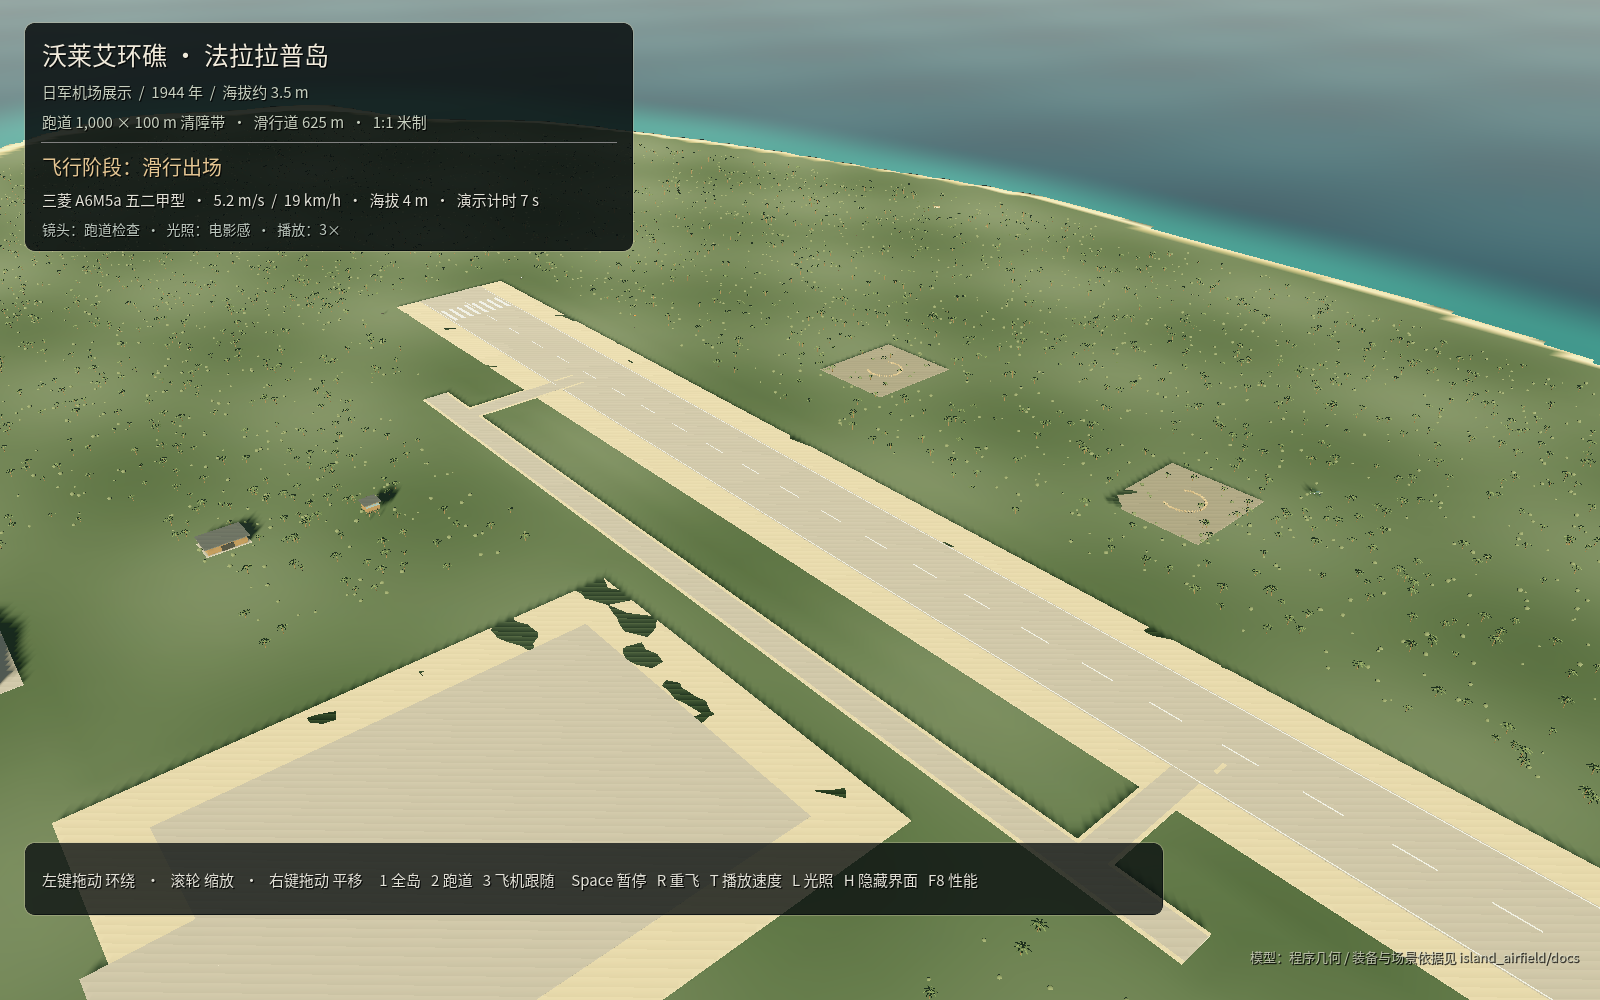 沃莱艾环礁 · 法拉拉普岛
日军机场展示 / 1944 年 / 海拔约 3.5 m
跑道 1,000 × 100 m 清障带 · 滑行道 625 m · 1:1 米制
飞行阶段：滑行出场
三菱 A6M5a 五二甲型 · 5.2 m/s / 19 km/h · 海拔 4 m · 演示计时 7 s
镜头：跑道检查 · 光照：电影感 · 播放：3×
左键拖动 环绕 · 滚轮 缩放 · 右键拖动 平移 1 全岛 2 跑道 3 飞机跟随 Space 暂停 R 重飞 T 播放速度 L 光照 H 隐藏界面 F8 性能
模型：程序几何 / 装备与场景依据见 island_airfield/docs